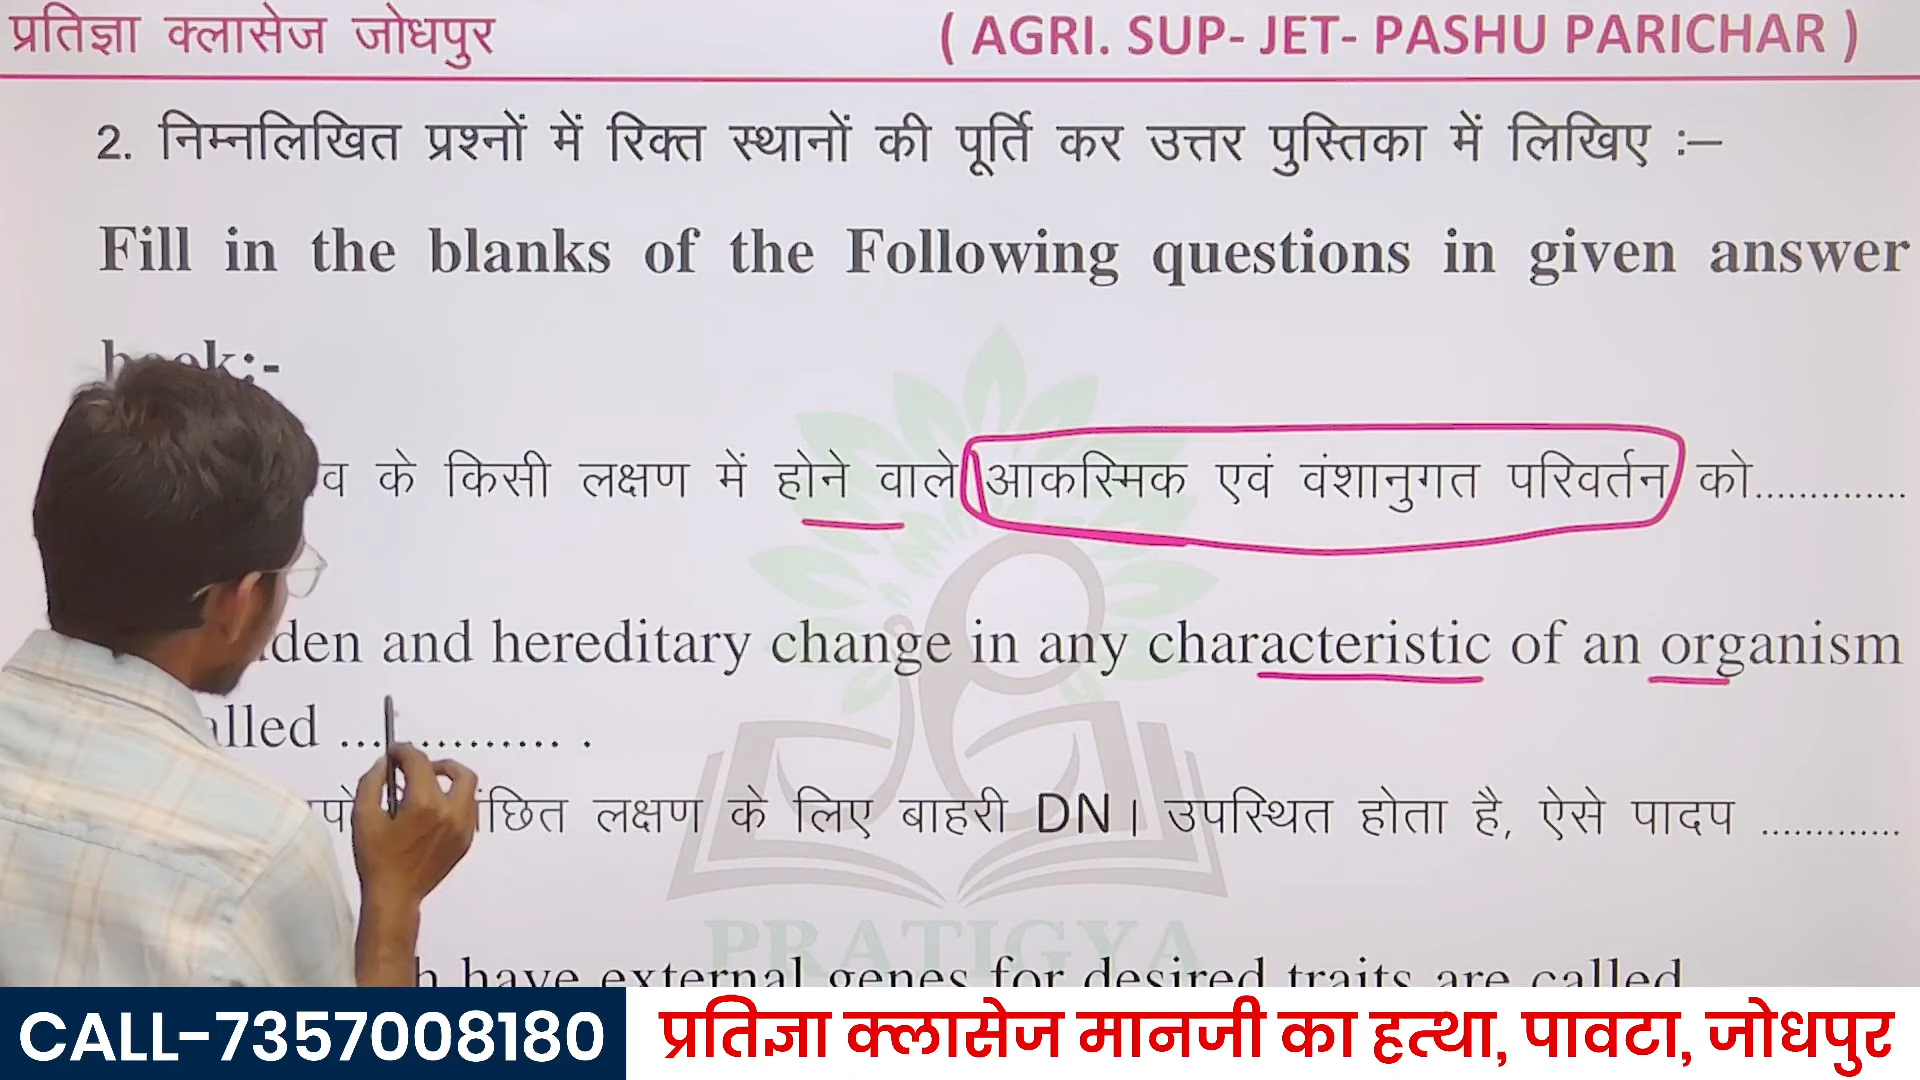 प्रतिज्ञा क्लासेज जोधपुर
( AGRI. SUP- JET- PASHU PARICHAR )
2. निम्नलिखित प्रश्नों में रिक्त स्थानों की पूर्ति कर उत्तर पुस्तिका में लिखिए :–
Fill in the blanks of the Following questions in given answer
book:-
के किसी लक्षण में होने वाले आकस्मिक एवं वंशानुगत परिवर्तन को..............
and hereditary change in any characteristic of an organism
.............. .
लक्षण के लिए बाहरी DN। उपस्थित होता है, ऐसे पादप .............
PRATIGYA
have external genes for desired traits are called
CALL-7357008180
प्रतिज्ञा क्लासेज मानजी का हत्था, पावटा, जोधपुर